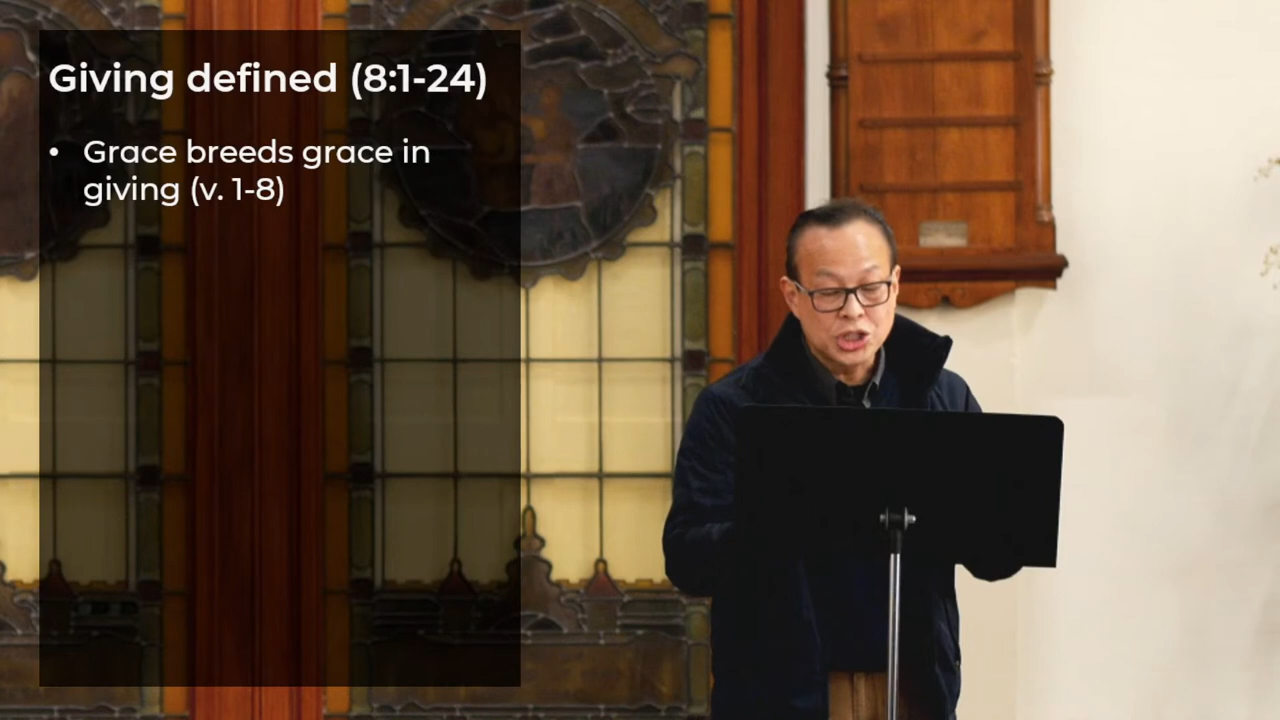 Giving defined (8:1-24)
• Grace breeds grace in
giving (v. 1-8)